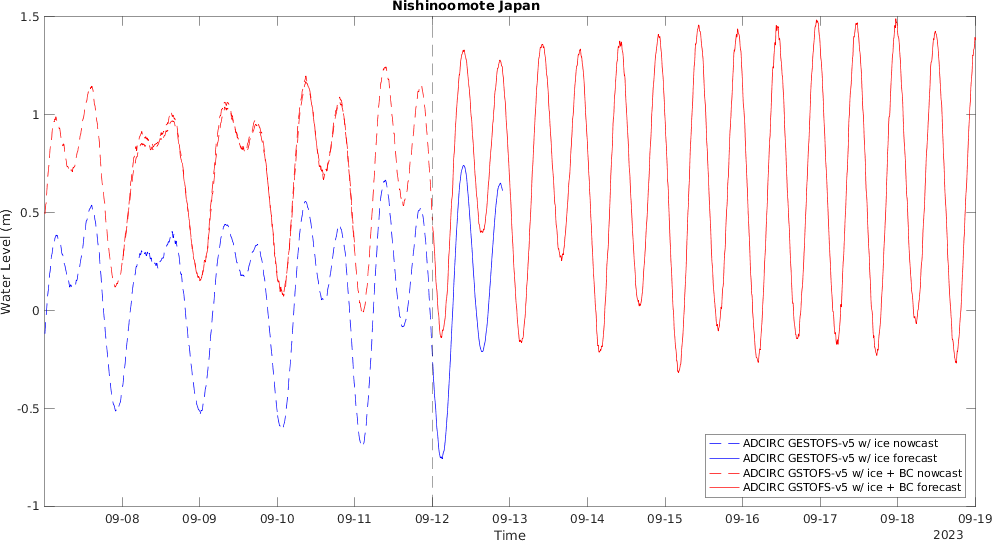 Nishinoomote Japan
1.5
1
0.5
0
-0.5
-1
Water Level (m)
09-08 09-09 09-10 09-11 09-12 09-13 09-14 09-15 09-16 09-17 09-18 09-19
Time
2023
ADCIRC GESTOFS-v5 w/ ice nowcast
ADCIRC GESTOFS-v5 w/ ice forecast
ADCIRC GSTOFS-v5 w/ ice + BC nowcast
ADCIRC GSTOFS-v5 w/ ice + BC forecast